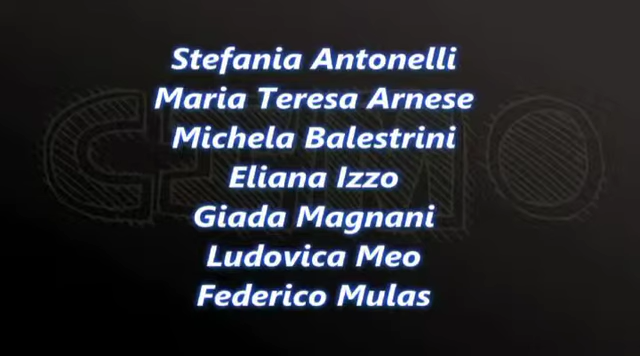 Stefania Antonelli
Maria Teresa Arnese
Michela Balestrini
Eliana Izzo
Giada Magnani
Ludovica Meo
Federico Mulas